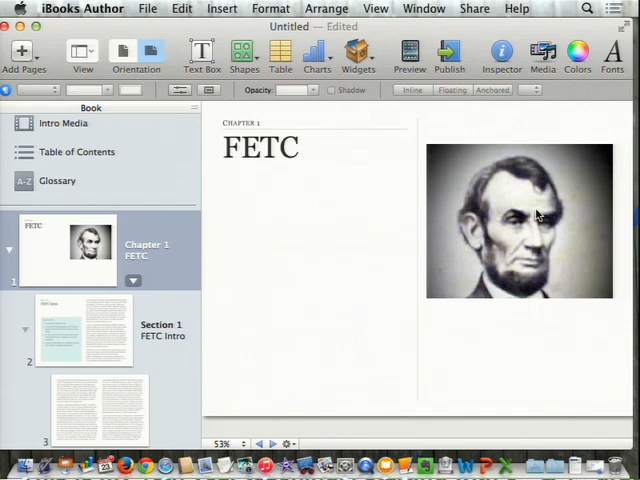 iBooks Author File Edit Insert Format Arrange View Window Share Help
Untitled — Edited
Add Pages View Orientation Text Box Shapes Table Charts Widgets Preview Publish Inspector Media Colors Fonts
Opacity: Shadow Inline Floating Anchored
Book
Intro Media
Table of Contents
A-Z Glossary
FETC
Chapter 1
FETC
1
Section 1
FETC Intro
2
3
CHAPTER 1
FETC
53%
23